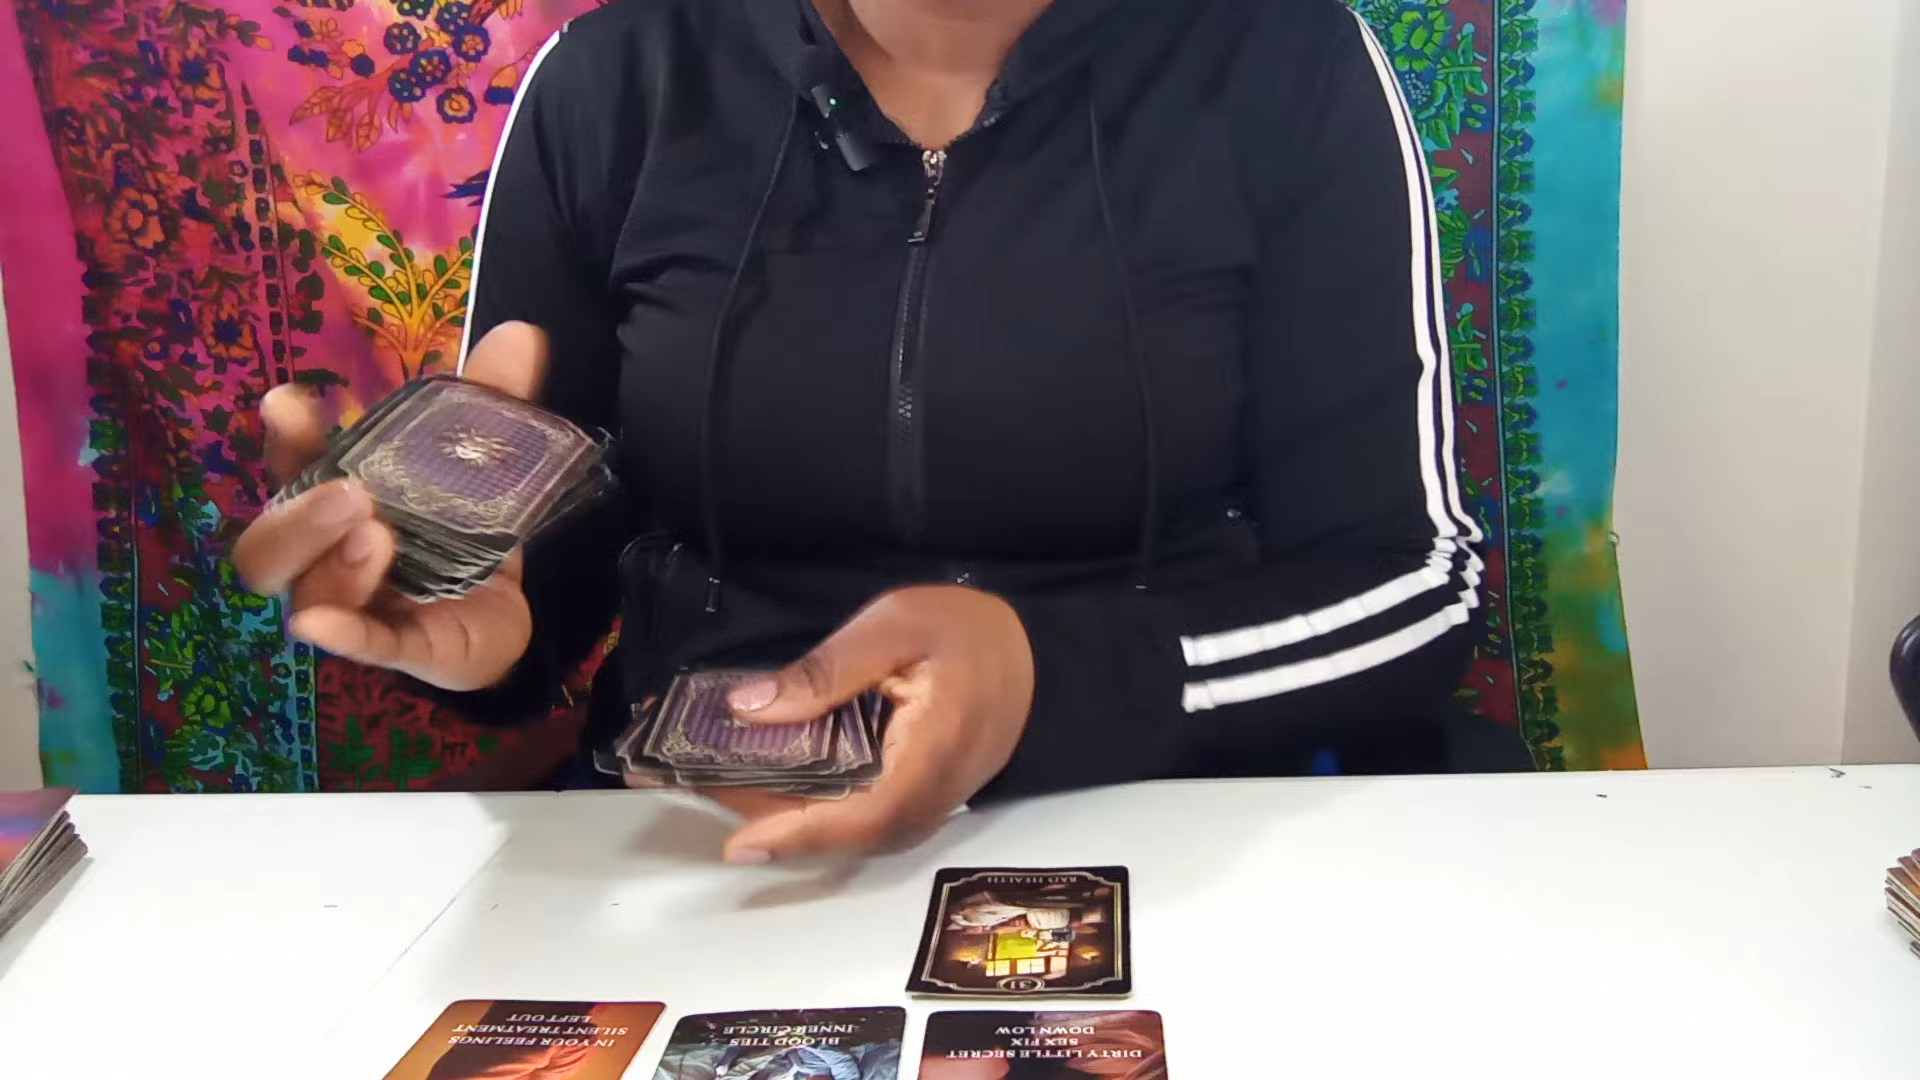 31
BAD HEALTH
IN YOUR FEELINGS
SILENT TREATMENT
LEFT OUT
BLOOD TIES
INNER CIRCLE
DIRTY LITTLE SECRET
SEX FIX
DOWN LOW